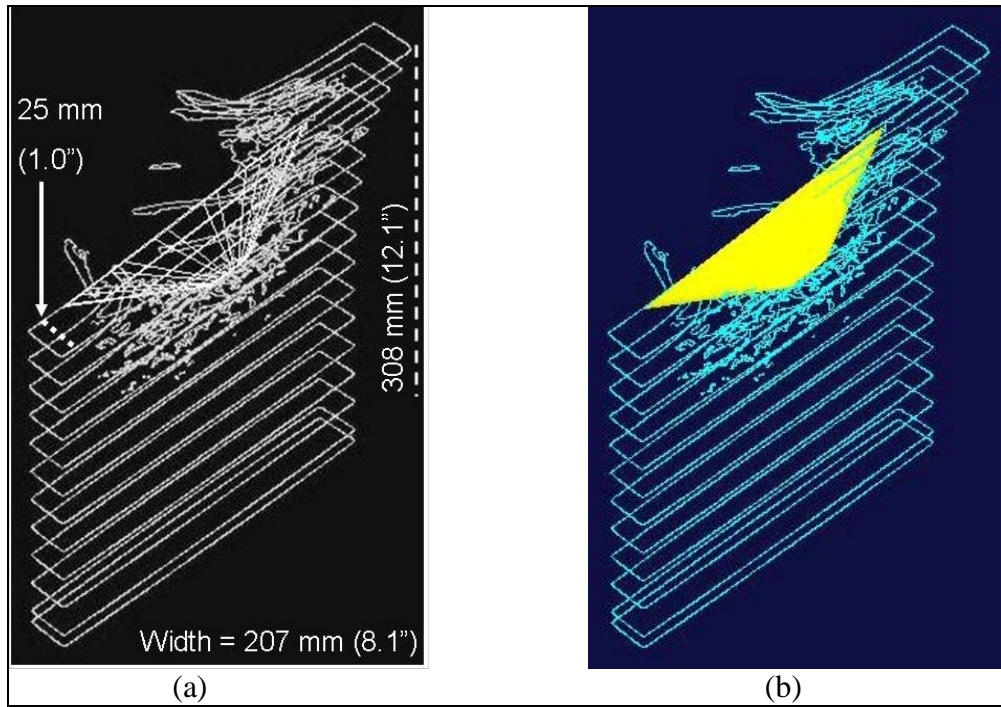 25 mm
(1.0”)
308 mm (12.1”)
Width = 207 mm (8.1”)
(a)
(b)